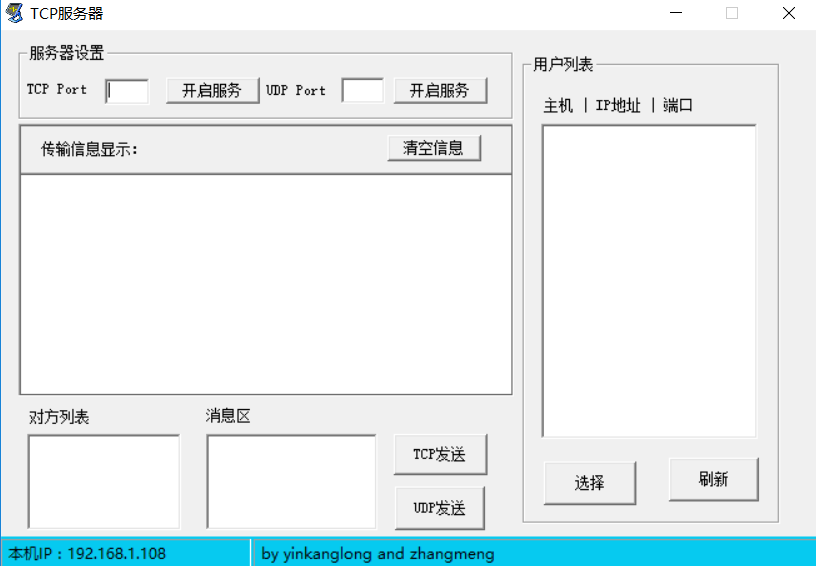 TCP服务器
服务器设置
TCP Port 开启服务 UDP Port 开启服务
传输信息显示: 清空信息
用户列表
主机 | IP地址 | 端口
对方列表
消息区
TCP发送
UDP发送
选择
刷新
本机IP：192.168.1.108
by yinkanglong and zhangmeng